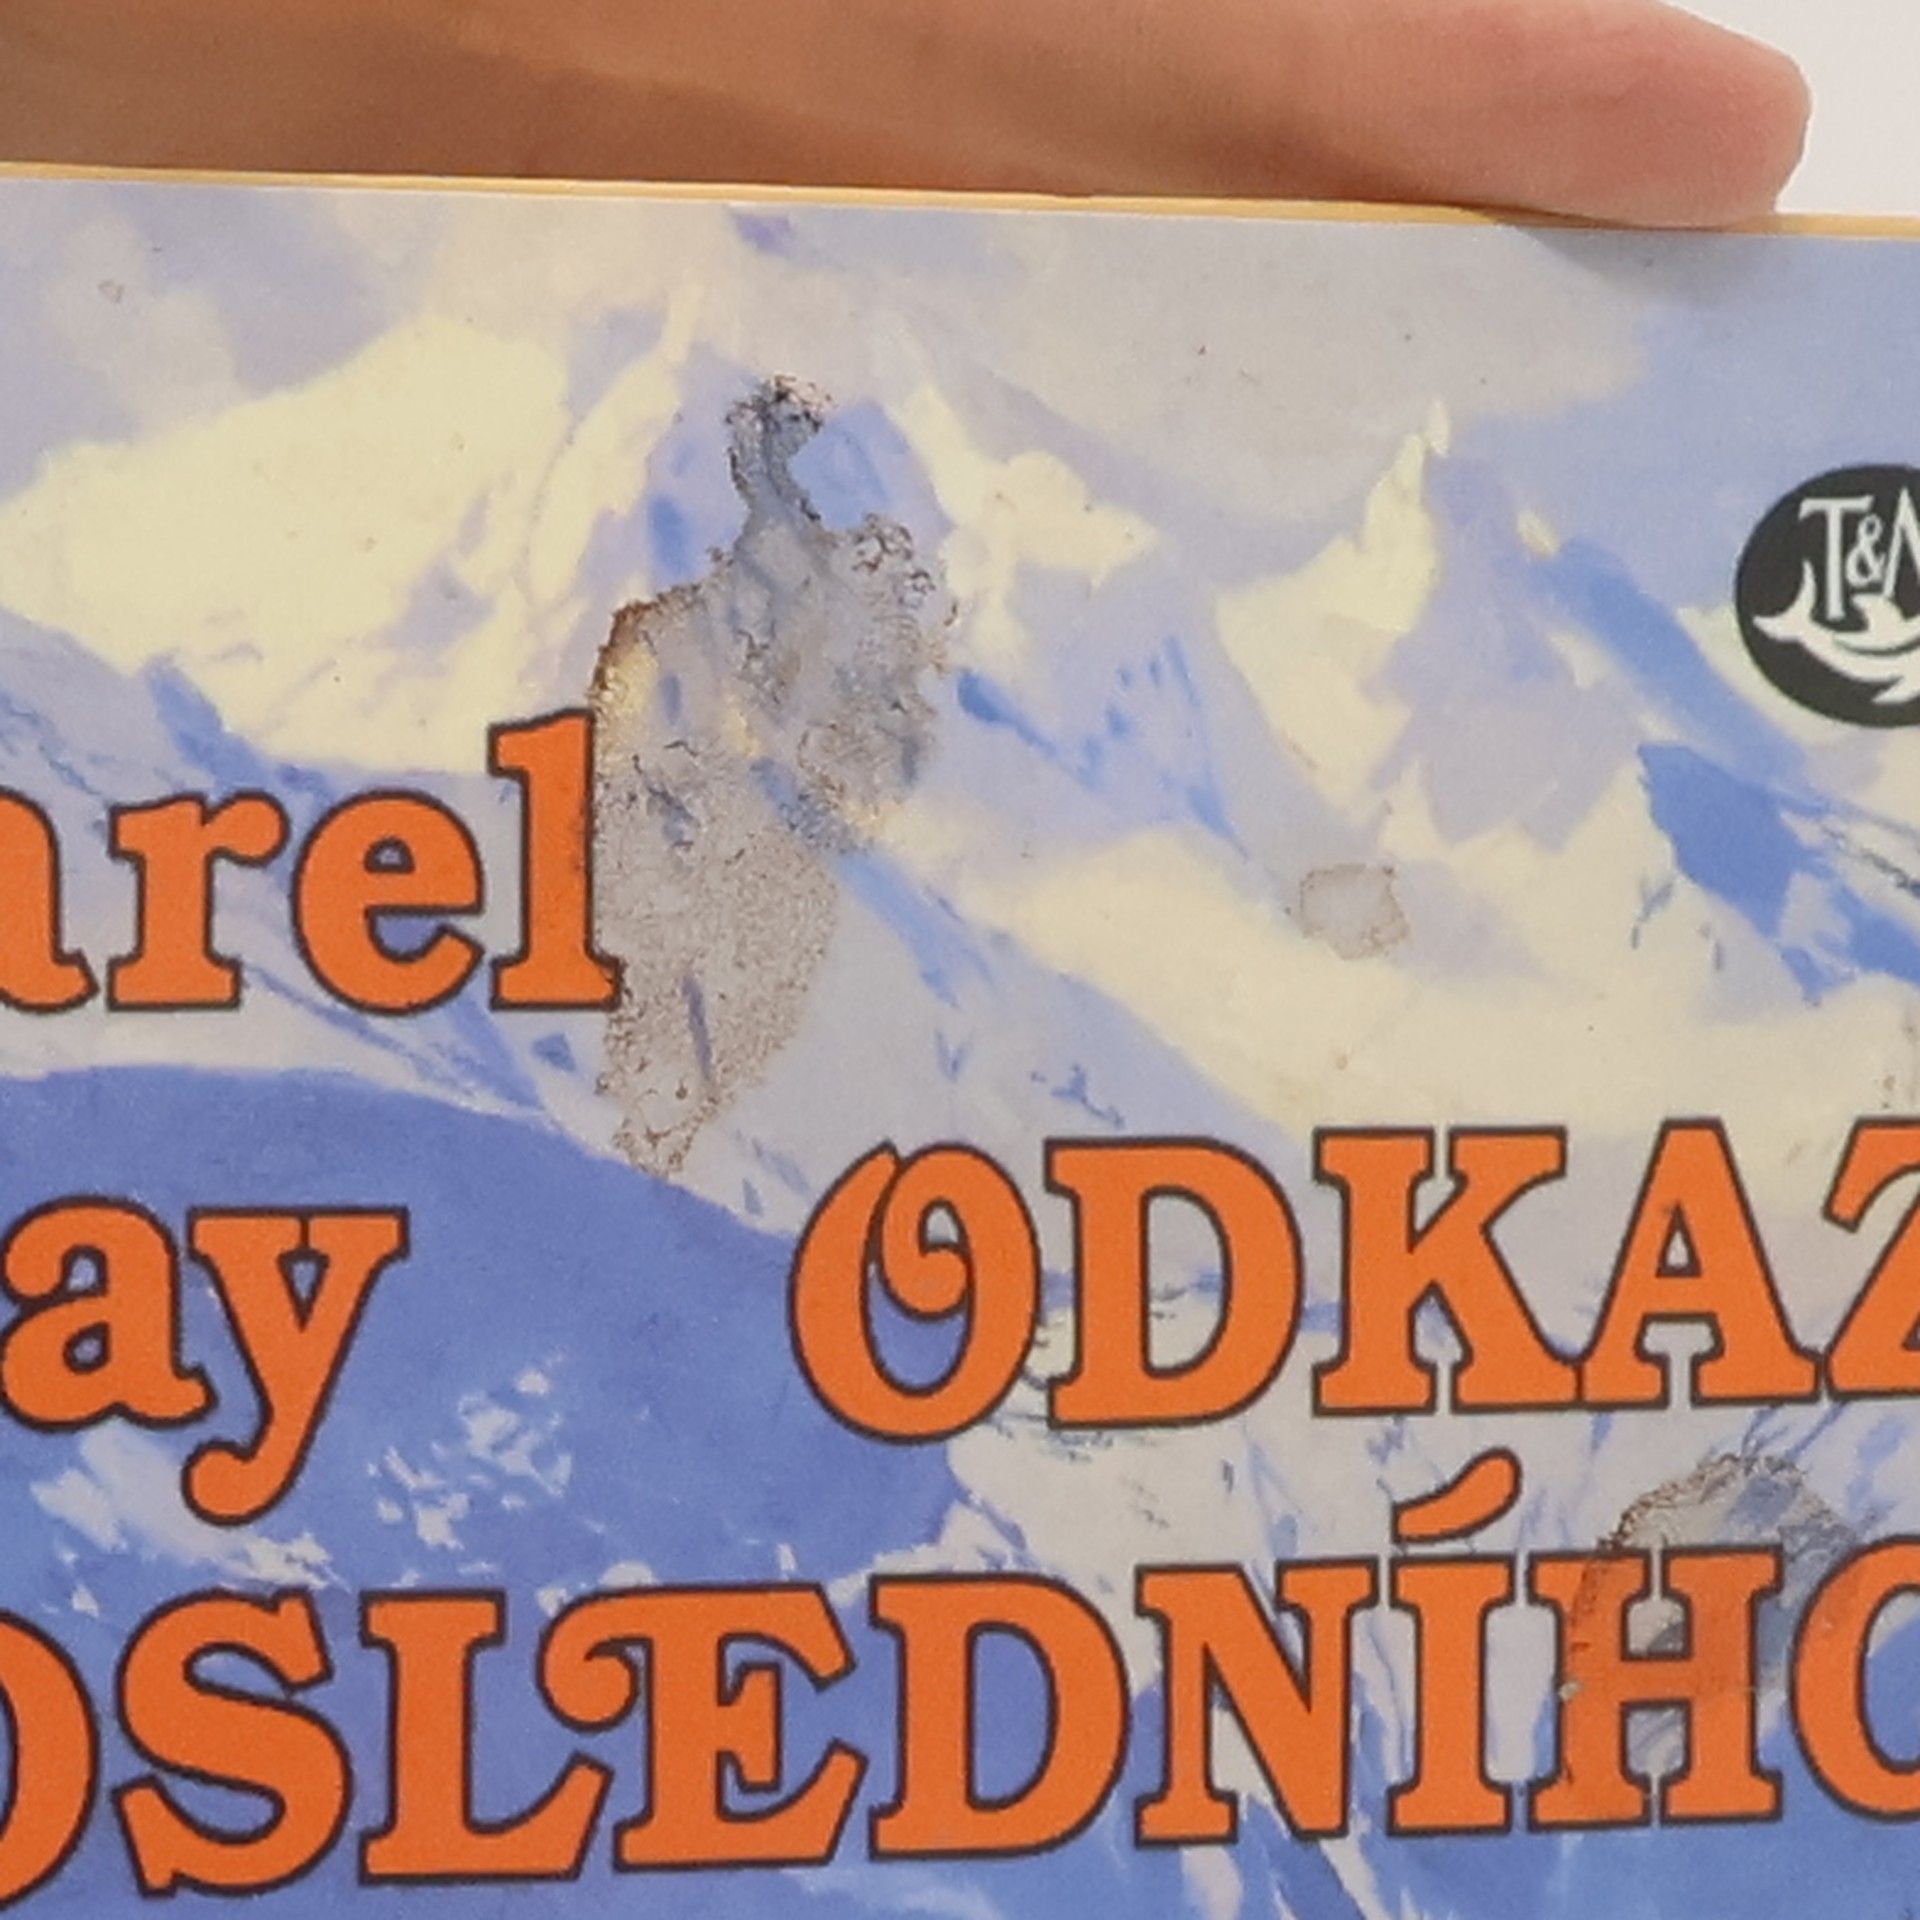 arel
ay
ODKAZ
OSLEDNÍHO
T&